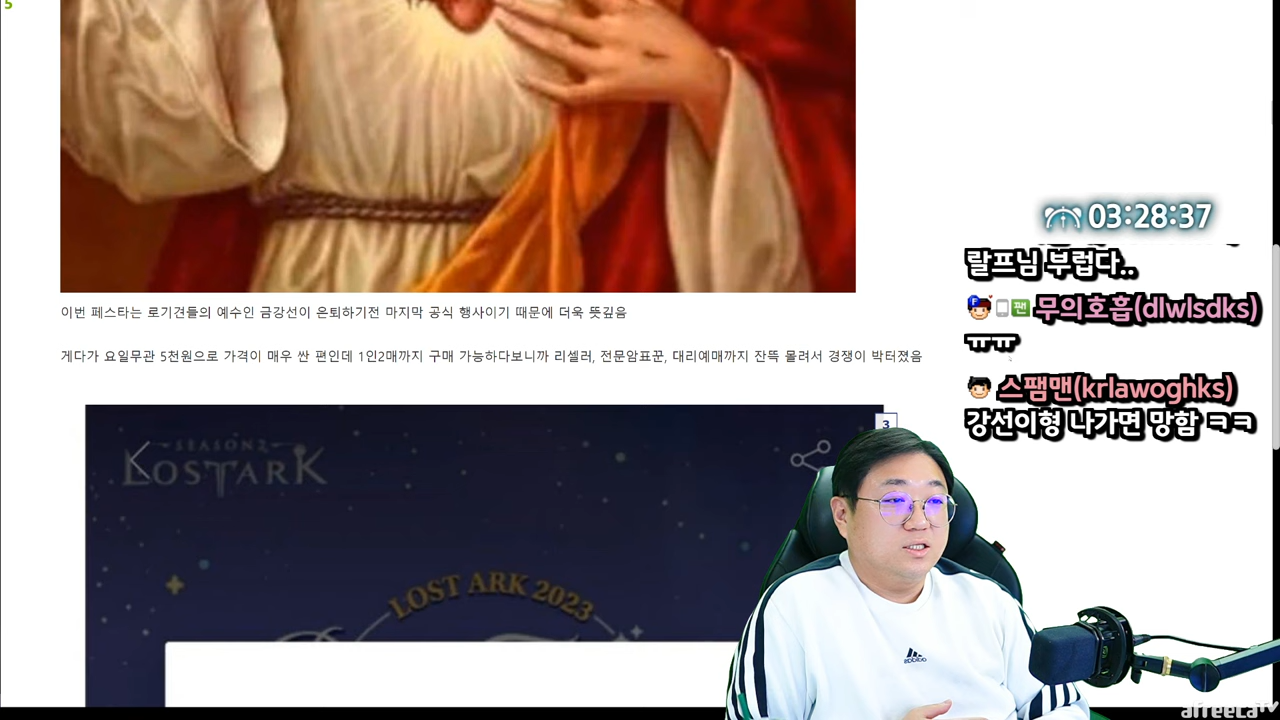 5
03:28:37
랄프님 부럽다..
F 팬 무의호흡(dlwlsdks)
ㅠㅠ
스팸맨(krlawoghks)
강선이형 나가면 망함 ㅋㅋ
이번 페스타는 로기견들의 예수인 금강선이 은퇴하기전 마지막 공식 행사이기 때문에 더욱 뜻깊음
게다가 요일무관 5천원으로 가격이 매우 싼 편인데 1인2매까지 구매 가능하다보니까 리셀러, 전문암표꾼, 대리예매까지 잔뜩 몰려서 경쟁이 박터졌음
3
SEASON2
LOST ARK
LOST ARK 2023
adidas
afreecaTV